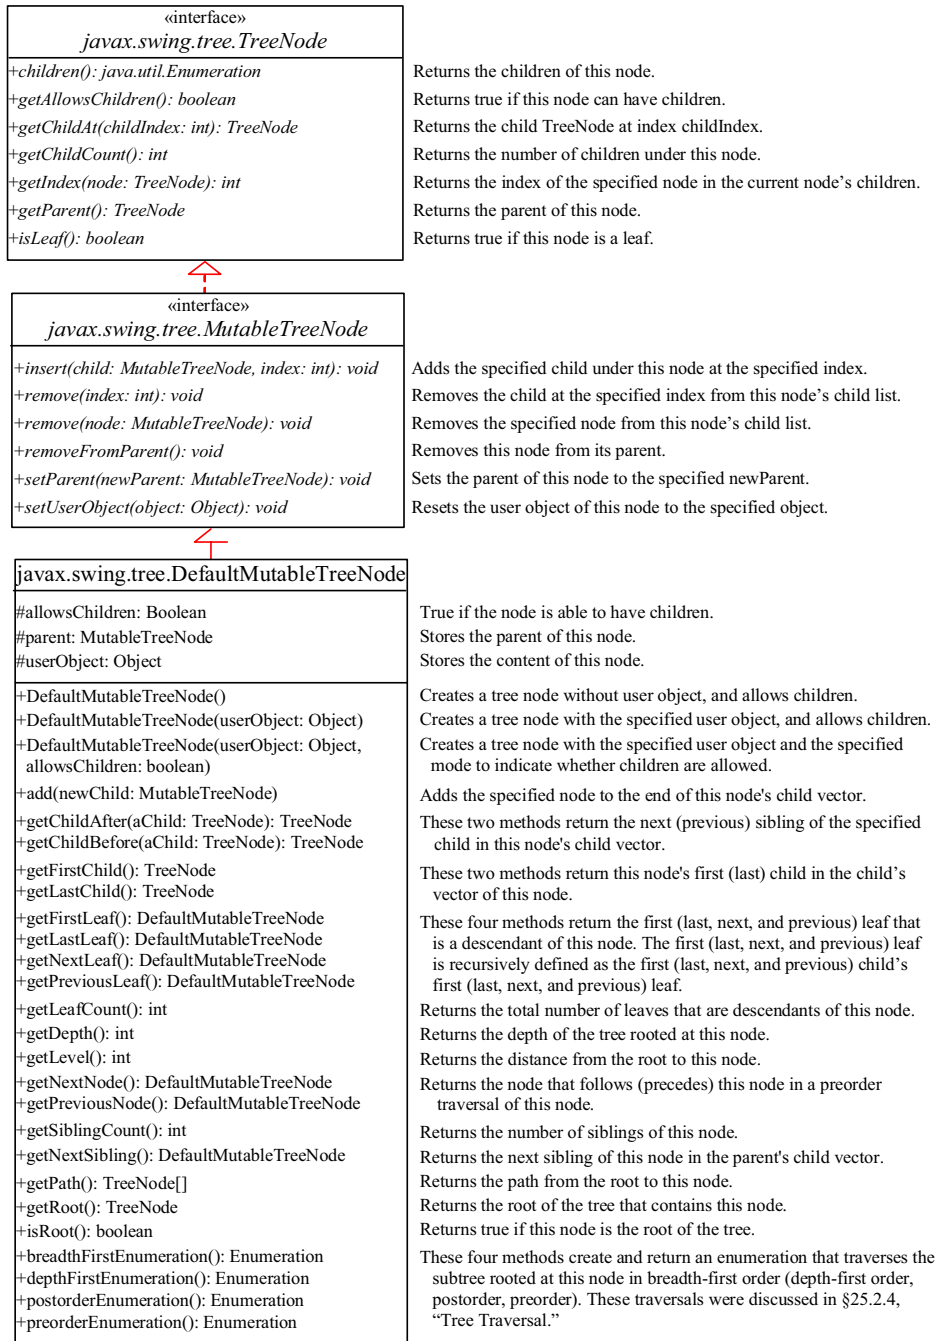 «interface»
javax.swing.tree.TreeNode
+children(): java.util.Enumeration Returns the children of this node.
+getAllowsChildren(): boolean Returns true if this node can have children.
+getChildAt(childIndex: int): TreeNode Returns the child TreeNode at index childIndex.
+getChildCount(): int Returns the number of children under this node.
+getIndex(node: TreeNode): int Returns the index of the specified node in the current node’s children.
+getParent(): TreeNode Returns the parent of this node.
+isLeaf(): boolean Returns true if this node is a leaf.
«interface»
javax.swing.tree.MutableTreeNode
+insert(child: MutableTreeNode, index: int): void Adds the specified child under this node at the specified index.
+remove(index: int): void Removes the child at the specified index from this node’s child list.
+remove(node: MutableTreeNode): void Removes the specified node from this node’s child list.
+removeFromParent(): void Removes this node from its parent.
+setParent(newParent: MutableTreeNode): void Sets the parent of this node to the specified newParent.
+setUserObject(object: Object): void Resets the user object of this node to the specified object.
javax.swing.tree.DefaultMutableTreeNode
#allowsChildren: Boolean True if the node is able to have children.
#parent: MutableTreeNode Stores the parent of this node.
#userObject: Object Stores the content of this node.
+DefaultMutableTreeNode() Creates a tree node without user object, and allows children.
+DefaultMutableTreeNode(userObject: Object) Creates a tree node with the specified user object, and allows children.
+DefaultMutableTreeNode(userObject: Object, Creates a tree node with the specified user object and the specified
allowsChildren: boolean) mode to indicate whether children are allowed.
+add(newChild: MutableTreeNode) Adds the specified node to the end of this node's child vector.
+getChildAfter(aChild: TreeNode): TreeNode These two methods return the next (previous) sibling of the specified
+getChildBefore(aChild: TreeNode): TreeNode child in this node's child vector.
+getFirstChild(): TreeNode These two methods return this node's first (last) child in the child’s
+getLastChild(): TreeNode vector of this node.
+getFirstLeaf(): DefaultMutableTreeNode These four methods return the first (last, next, and previous) leaf that
+getLastLeaf(): DefaultMutableTreeNode is a descendant of this node. The first (last, next, and previous) leaf
+getNextLeaf(): DefaultMutableTreeNode is recursively defined as the first (last, next, and previous) child’s
+getPreviousLeaf(): DefaultMutableTreeNode first (last, next, and previous) leaf.
+getLeafCount(): int Returns the total number of leaves that are descendants of this node.
+getDepth(): int Returns the depth of the tree rooted at this node.
+getLevel(): int Returns the distance from the root to this node.
+getNextNode(): DefaultMutableTreeNode Returns the node that follows (precedes) this node in a preorder
+getPreviousNode(): DefaultMutableTreeNode traversal of this node.
+getSiblingCount(): int Returns the number of siblings of this node.
+getNextSibling(): DefaultMutableTreeNode Returns the next sibling of this node in the parent's child vector.
+getPath(): TreeNode[] Returns the path from the root to this node.
+getRoot(): TreeNode Returns the root of the tree that contains this node.
+isRoot(): boolean Returns true if this node is the root of the tree.
+breadthFirstEnumeration(): Enumeration These four methods create and return an enumeration that traverses the
+depthFirstEnumeration(): Enumeration subtree rooted at this node in breadth-first order (depth-first order,
+postorderEnumeration(): Enumeration postorder, preorder). These traversals were discussed in §25.2.4,
+preorderEnumeration(): Enumeration “Tree Traversal.”